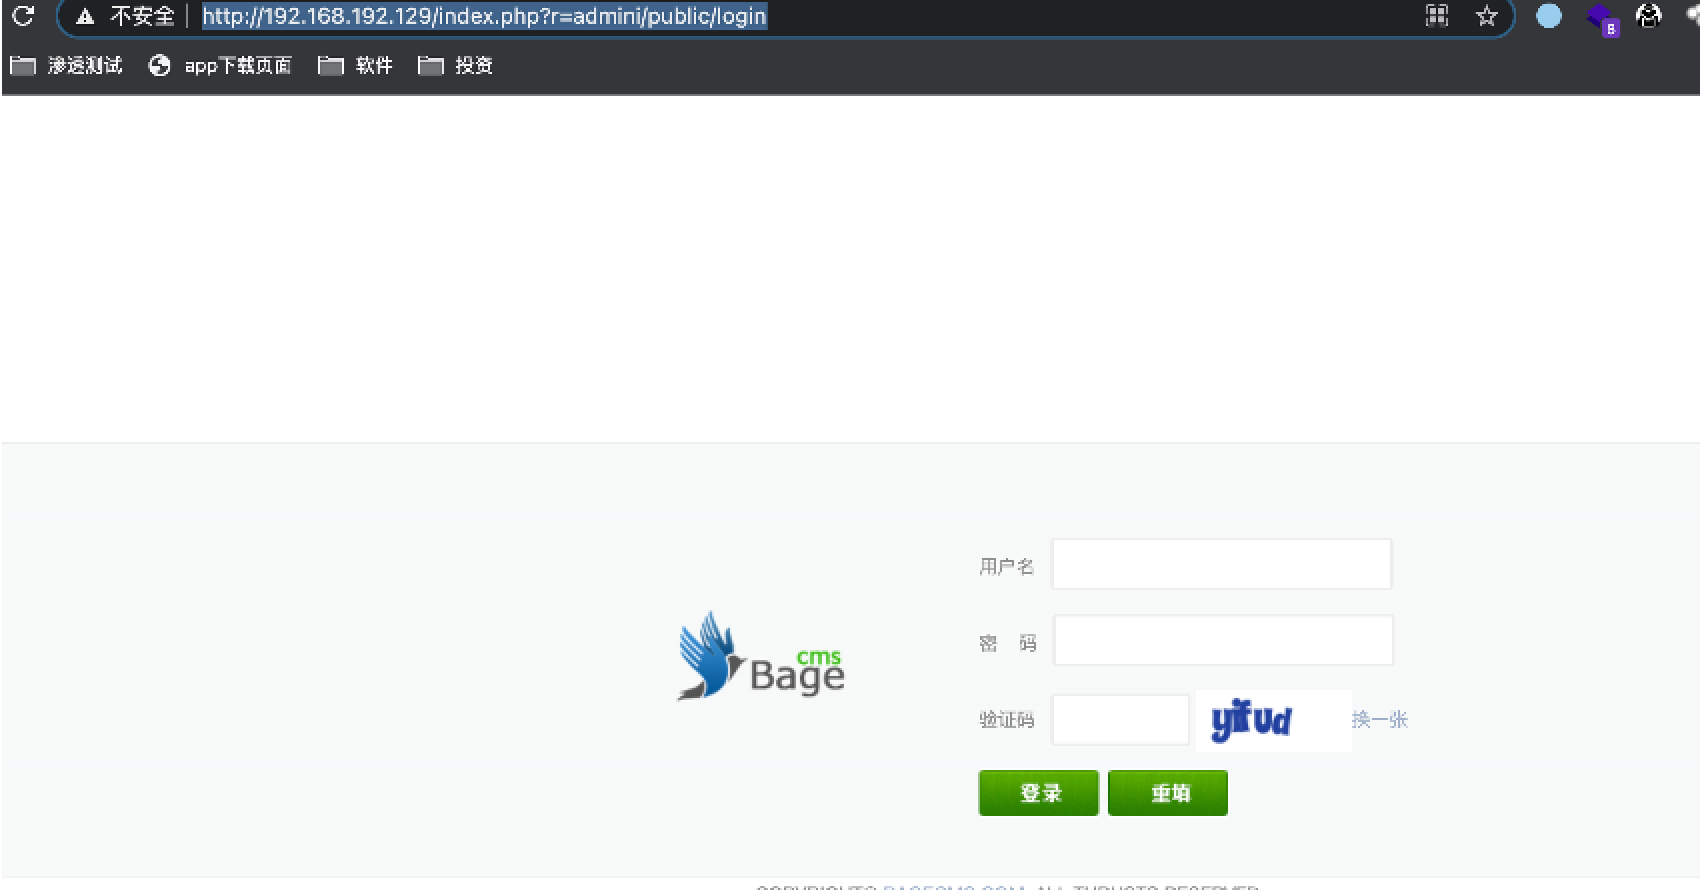 不安全 | http://192.168.192.129/index.php?r=admini/public/login
B
渗透测试 app下载页面 软件 投资
用户名
cms
Bage
密 码
验证码 yifud 换一张
登录 重填